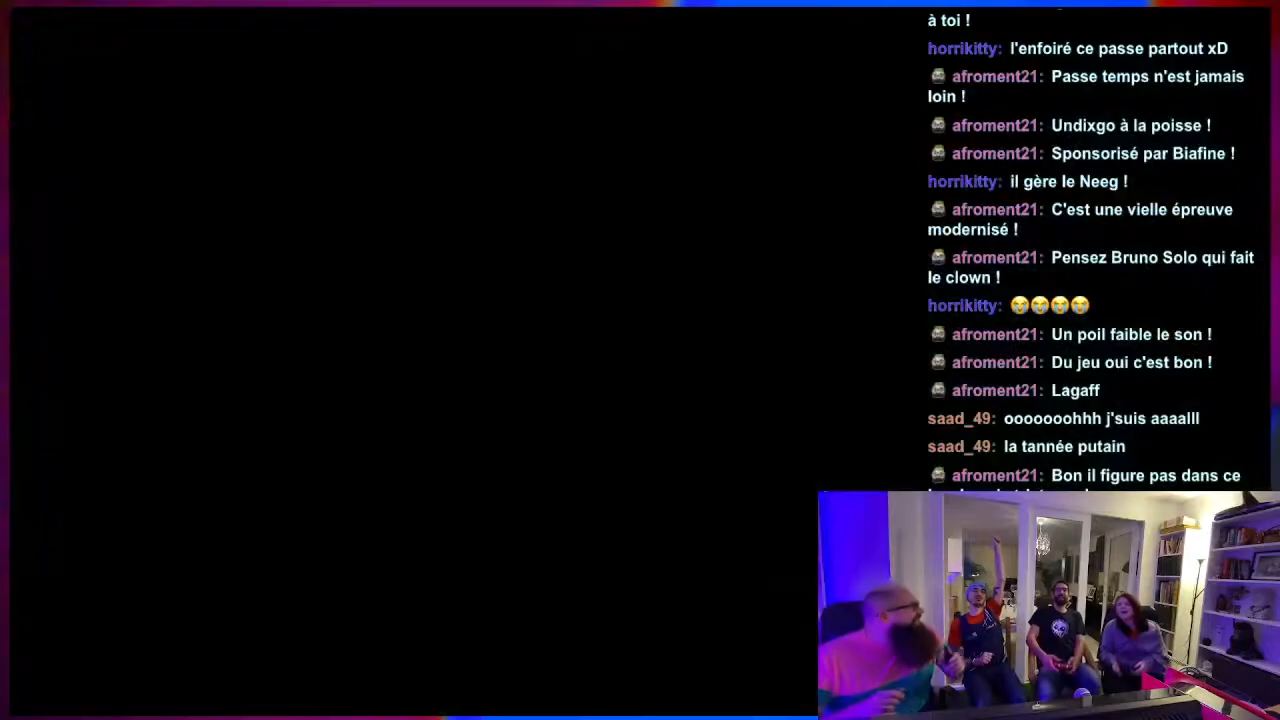 à toi !
horrikitty: l'enfoiré ce passe partout xD
afroment21: Passe temps n'est jamais
loin !
afroment21: Undixgo à la poisse !
afroment21: Sponsorisé par Biafine !
horrikitty: il gère le Neeg !
afroment21: C'est une vielle épreuve
modernisé !
afroment21: Pensez Bruno Solo qui fait
le clown !
horrikitty: 😭😭😭😭
afroment21: Un poil faible le son !
afroment21: Du jeu oui c'est bon !
afroment21: Lagaff
saad_49: ooooooohhh j'suis aaaalll
saad_49: la tannée putain
afroment21: Bon il figure pas dans ce